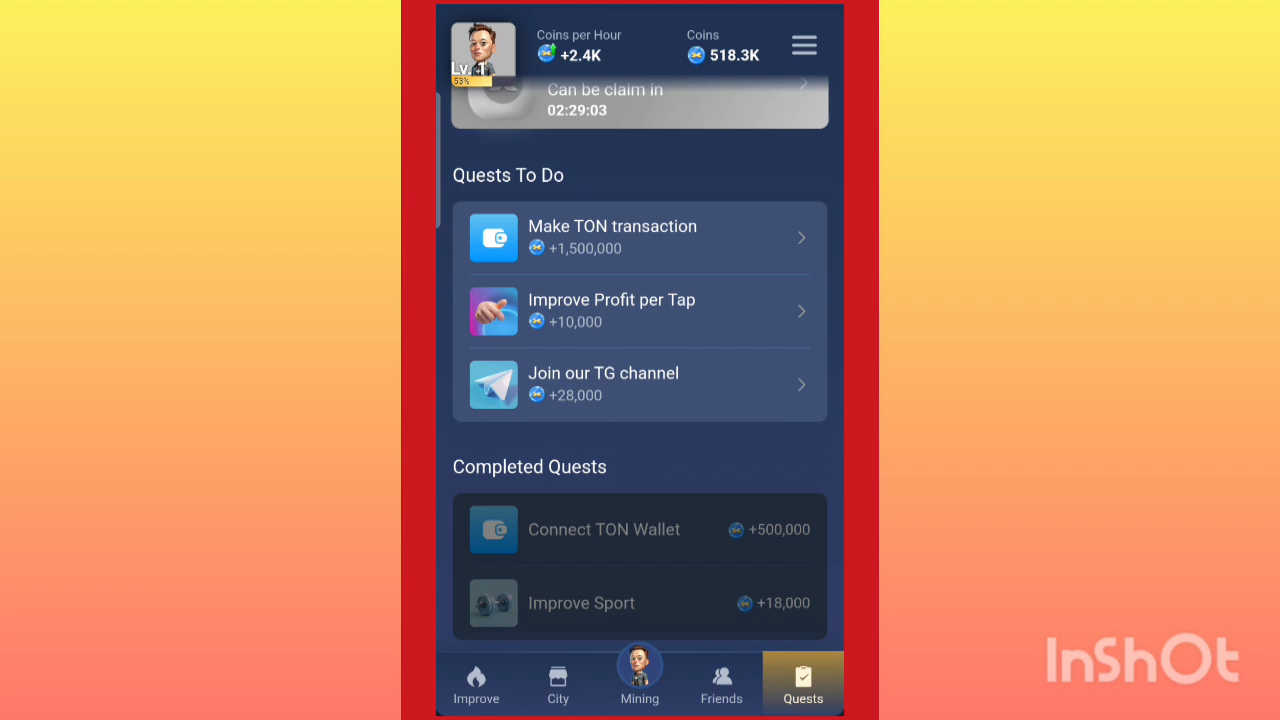 Coins per Hour
+2.4K
Coins
518.3K
Lv. 1
53%
Can be claim in
02:29:03
Quests To Do
Make TON transaction
+1,500,000
Improve Profit per Tap
+10,000
Join our TG channel
+28,000
Completed Quests
Connect TON Wallet
+500,000
Improve Sport
+18,000
Improve
City
Mining
Friends
Quests
InShOt